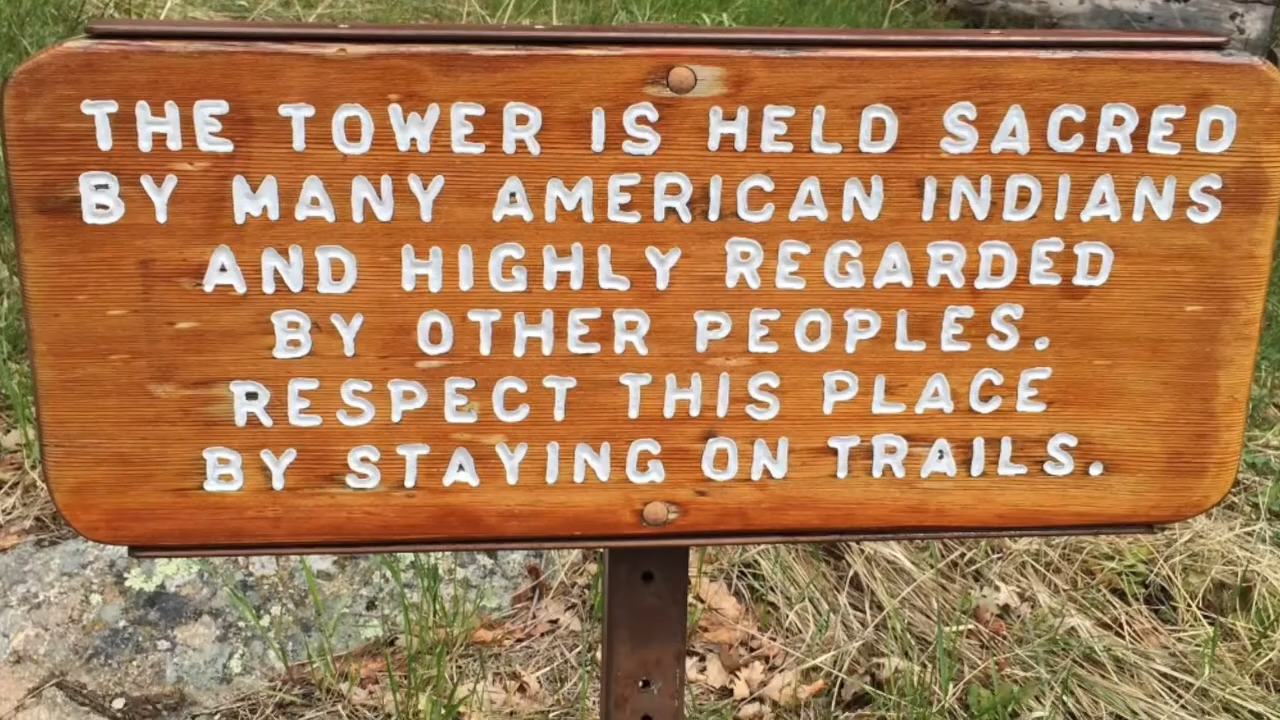 THE TOWER IS HELD SACRED
BY MANY AMERICAN INDIANS
AND HIGHLY REGARDED
BY OTHER PEOPLES.
RESPECT THIS PLACE
BY STAYING ON TRAILS.